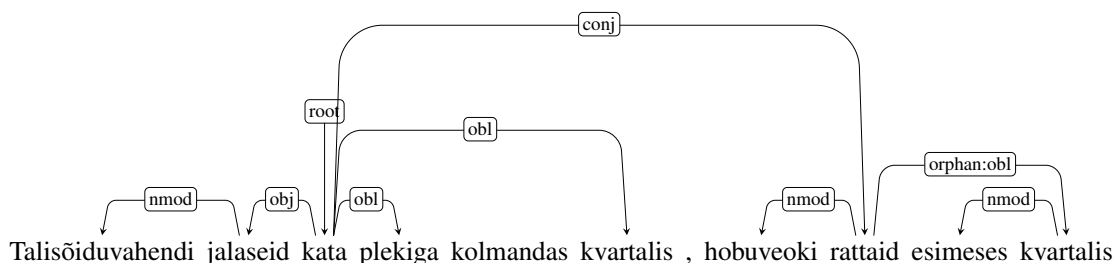 conj
root
obl
orphan:obl
nmod obj obl nmod nmod
Talisõiduvahendi jalaseid kata plekiga kolmandas kvartalis , hobuveoki rattaid esimeses kvartalis